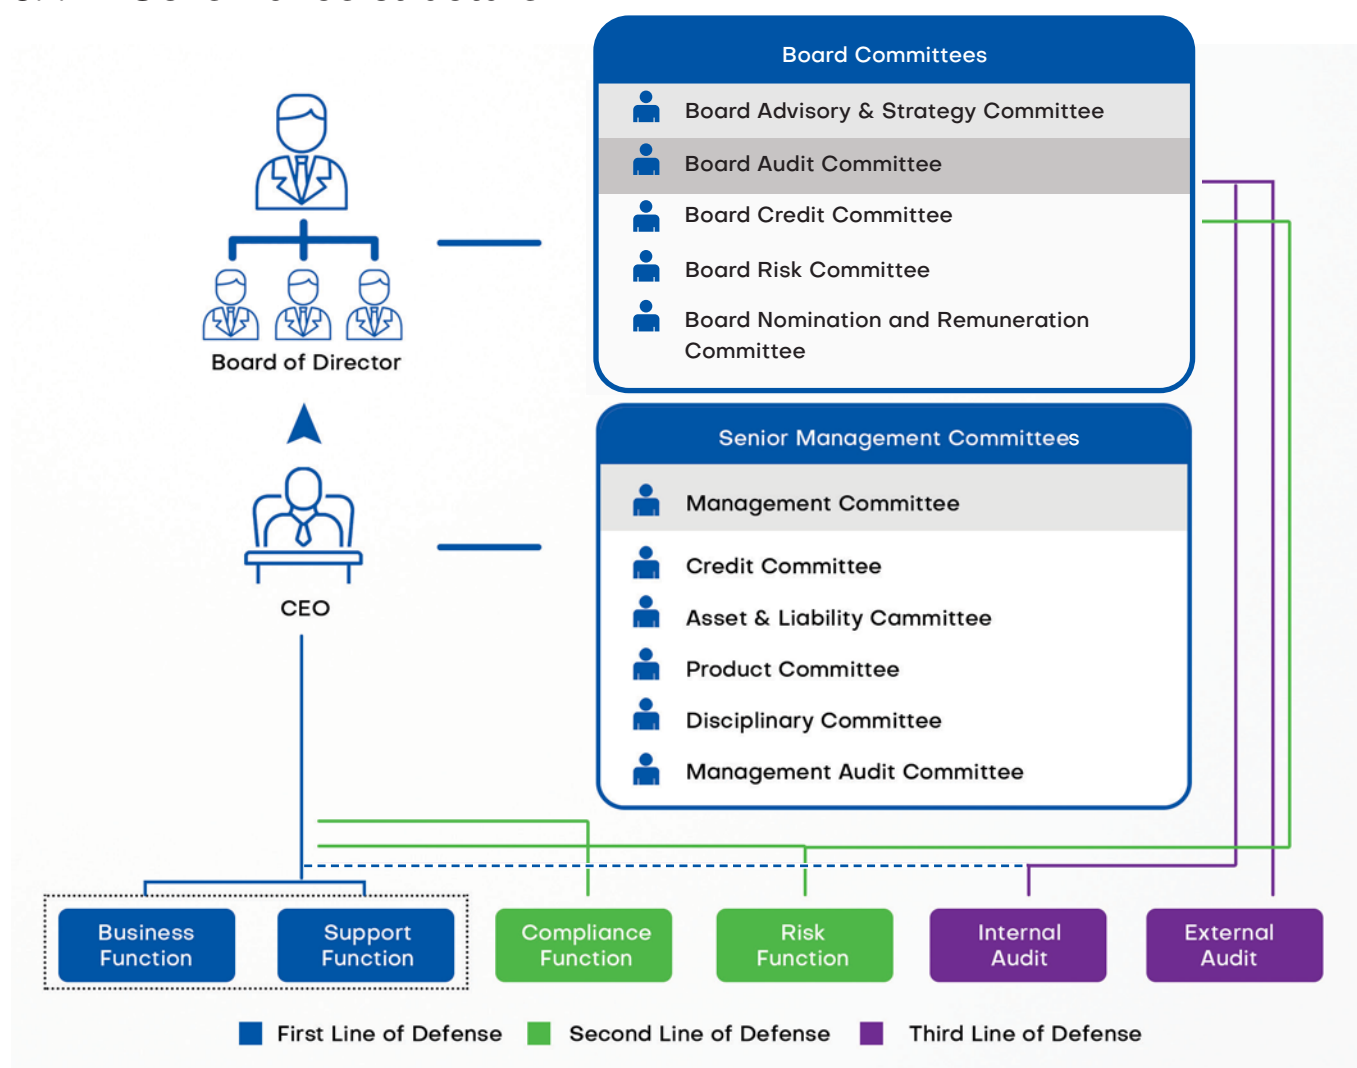 Board Committees
Board Advisory & Strategy Committee
Board Audit Committee
Board Credit Committee
Board Risk Committee
Board Nomination and Remuneration
Committee
Board of Director
Senior Management Committees
Management Committee
Credit Committee
Asset & Liability Cammittee
Product Committee
Disciplinary Committee
Management Audit Committee
CEO
Business
Function
Support
Function
Compliance
Function
Risk
Function
Internal
Audit
External
Audit
First Line of Defense
Second Line of Defense
Third Line of Defense